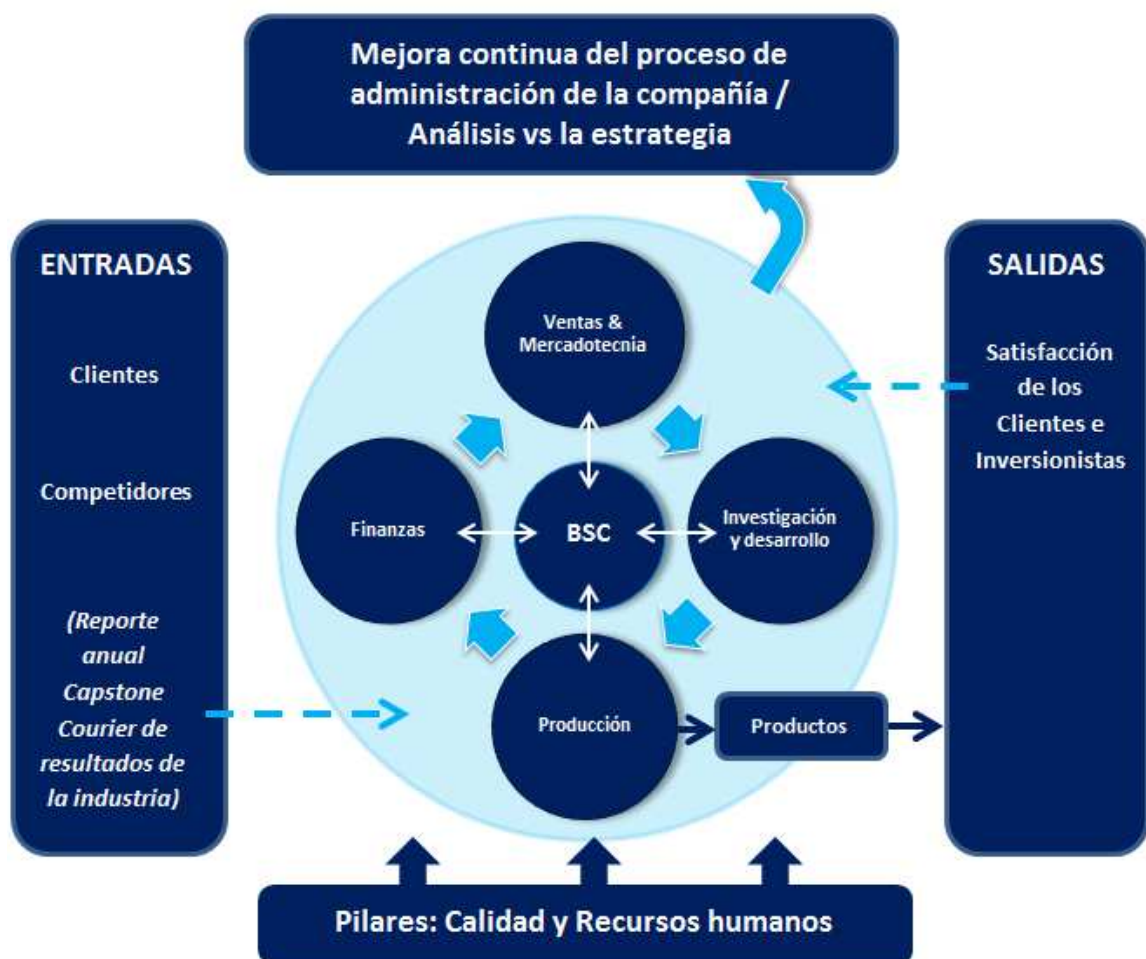 Mejora continua del proceso de
administración de la compañía /
Análisis vs la estrategia
ENTRADAS
Clientes
Competidores
(Reporte
anual
Capstone
Courier de
resultados de
la industria)
Ventas &
Mercadotecnia
Finanzas
BSC
Investigación
y desarrollo
Producción
Productos
SALIDAS
Satisfacción
de los
Clientes e
Inversionistas
Pilares: Calidad y Recursos humanos